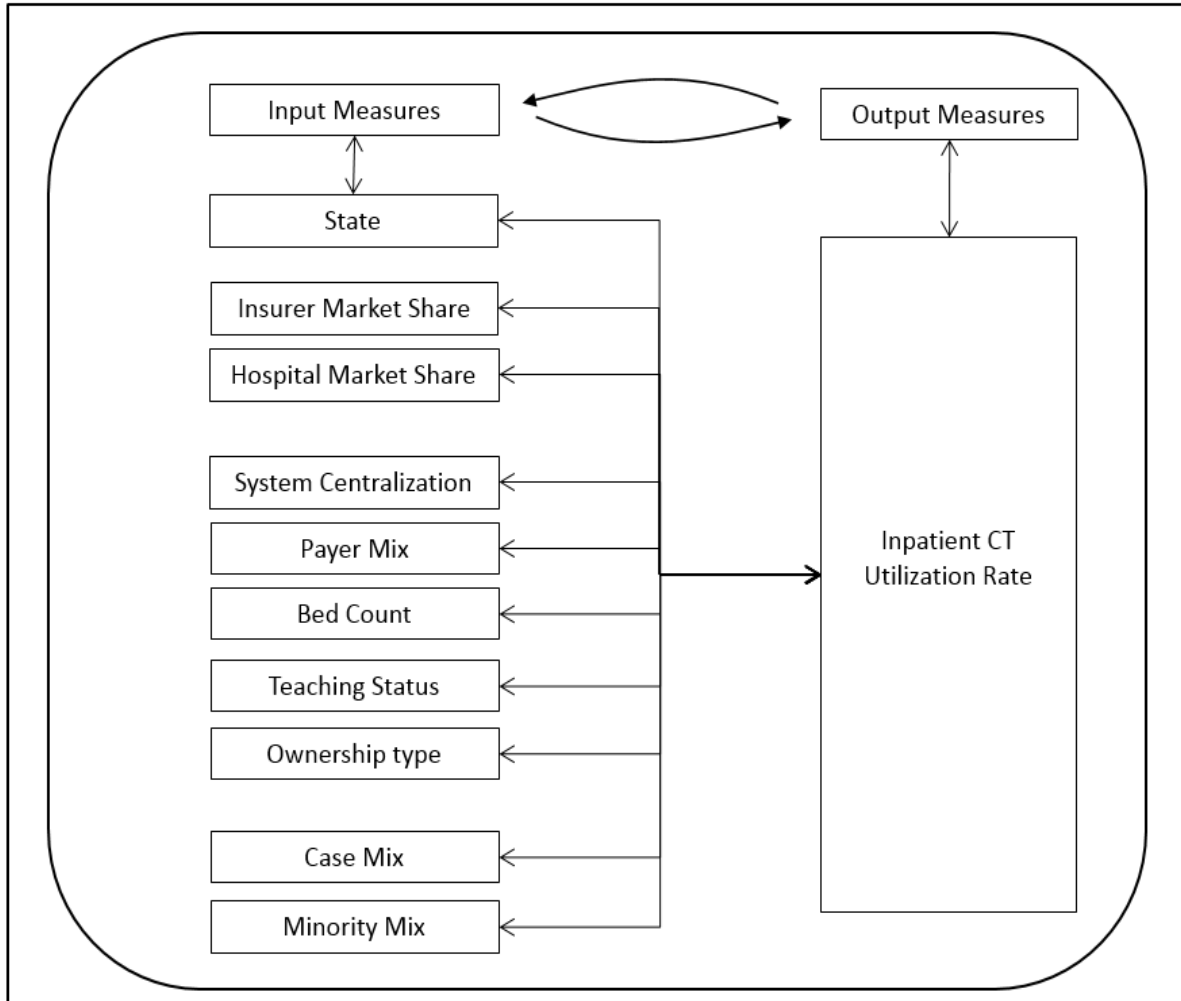 Input Measures
Output Measures
State
Insurer Market Share
Hospital Market Share
System Centralization
Payer Mix
Bed Count
Teaching Status
Ownership type
Case Mix
Minority Mix
Inpatient CT
Utilization Rate